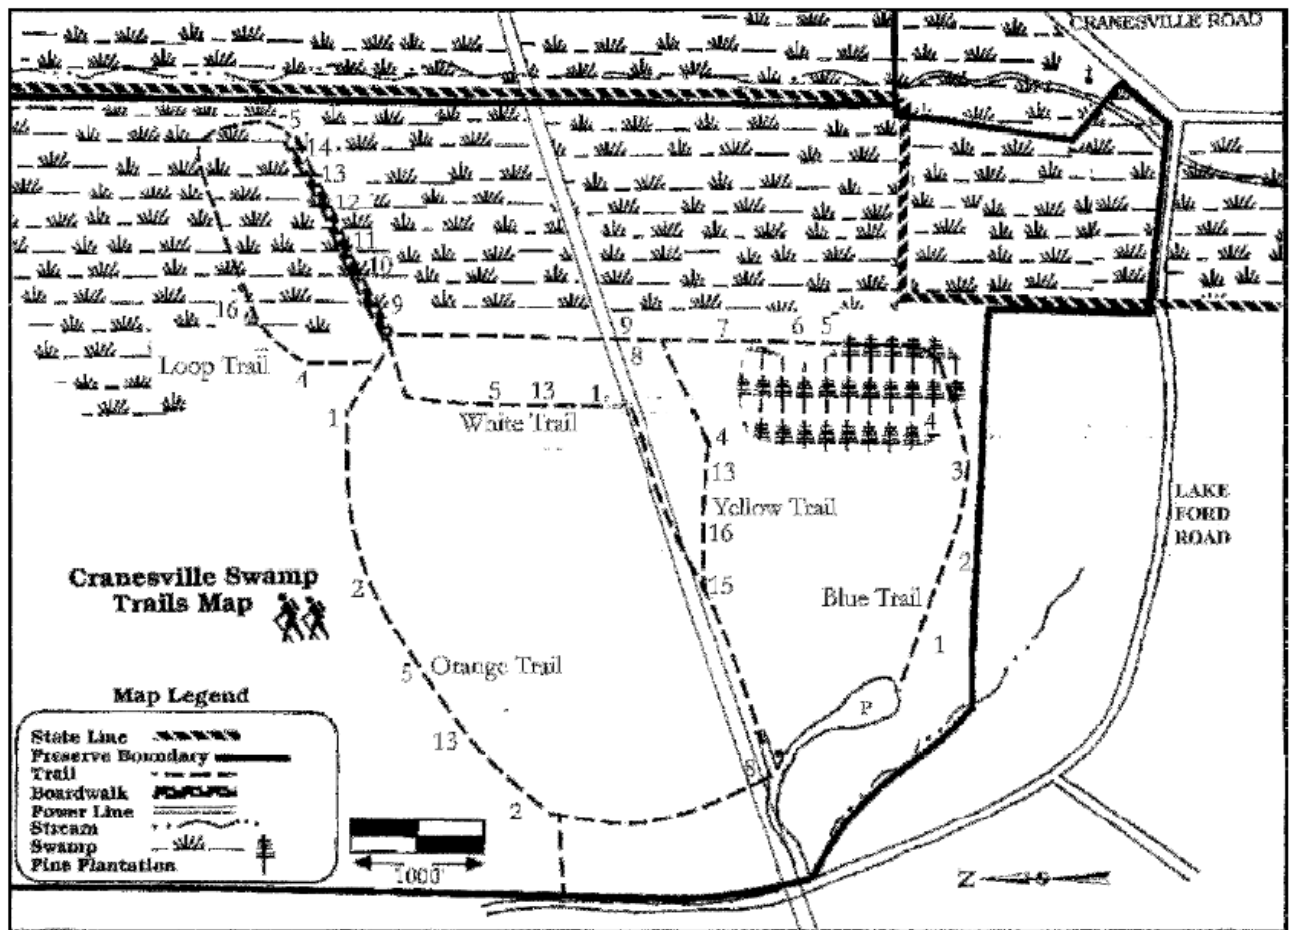 CRANESVILLE ROAD
5
14
13
12
11
10
9
16
9
7
6
5
8
Loop Trail
4
1
5
13
1
White Trail
4
4
13
3
LAKE
FORD
ROAD
Yellow Trail
16
2
15
Cranesville Swamp
Trails Map
2
Blue Trail
1
5
Orange Trail
P
Map Legend
13
State Line
Preserve Boundary
Trail
Boardwalk
Power Line
Stream
Swamp
Pine Plantation
8
2
1000'
Z
S